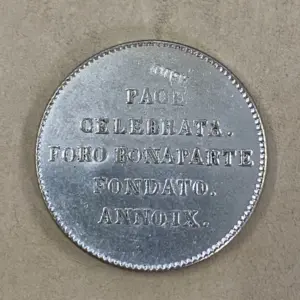 PACE
CELEBRATA.
FORO BONAPARTE
FONDATO.
ANNO IX.